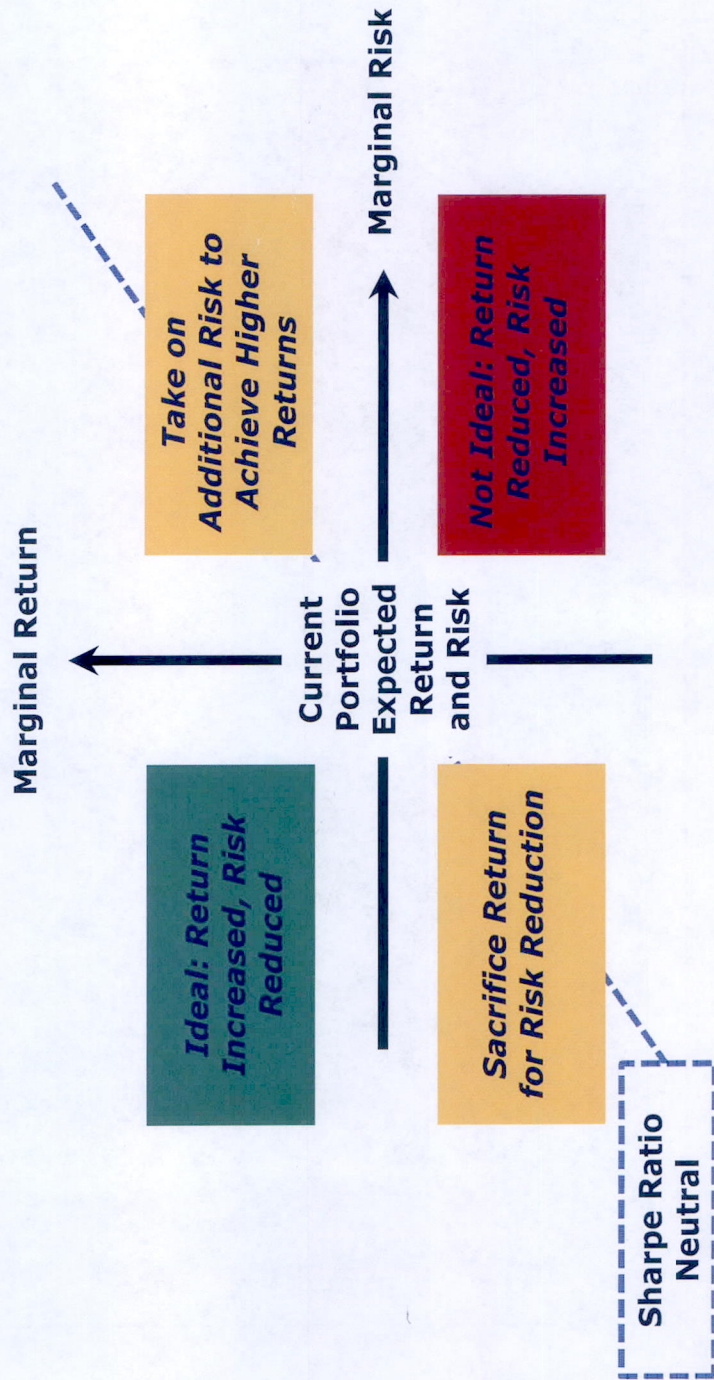 Marginal Return
Ideal: Return
Increased, Risk
Reduced
Take on
Additional Risk to
Achieve Higher
Returns
Current
Portfolio
Expected
Return
and Risk
Marginal Risk
Sacrifice Return
for Risk Reduction
Not Ideal: Return
Reduced, Risk
Increased
Sharpe Ratio
Neutral